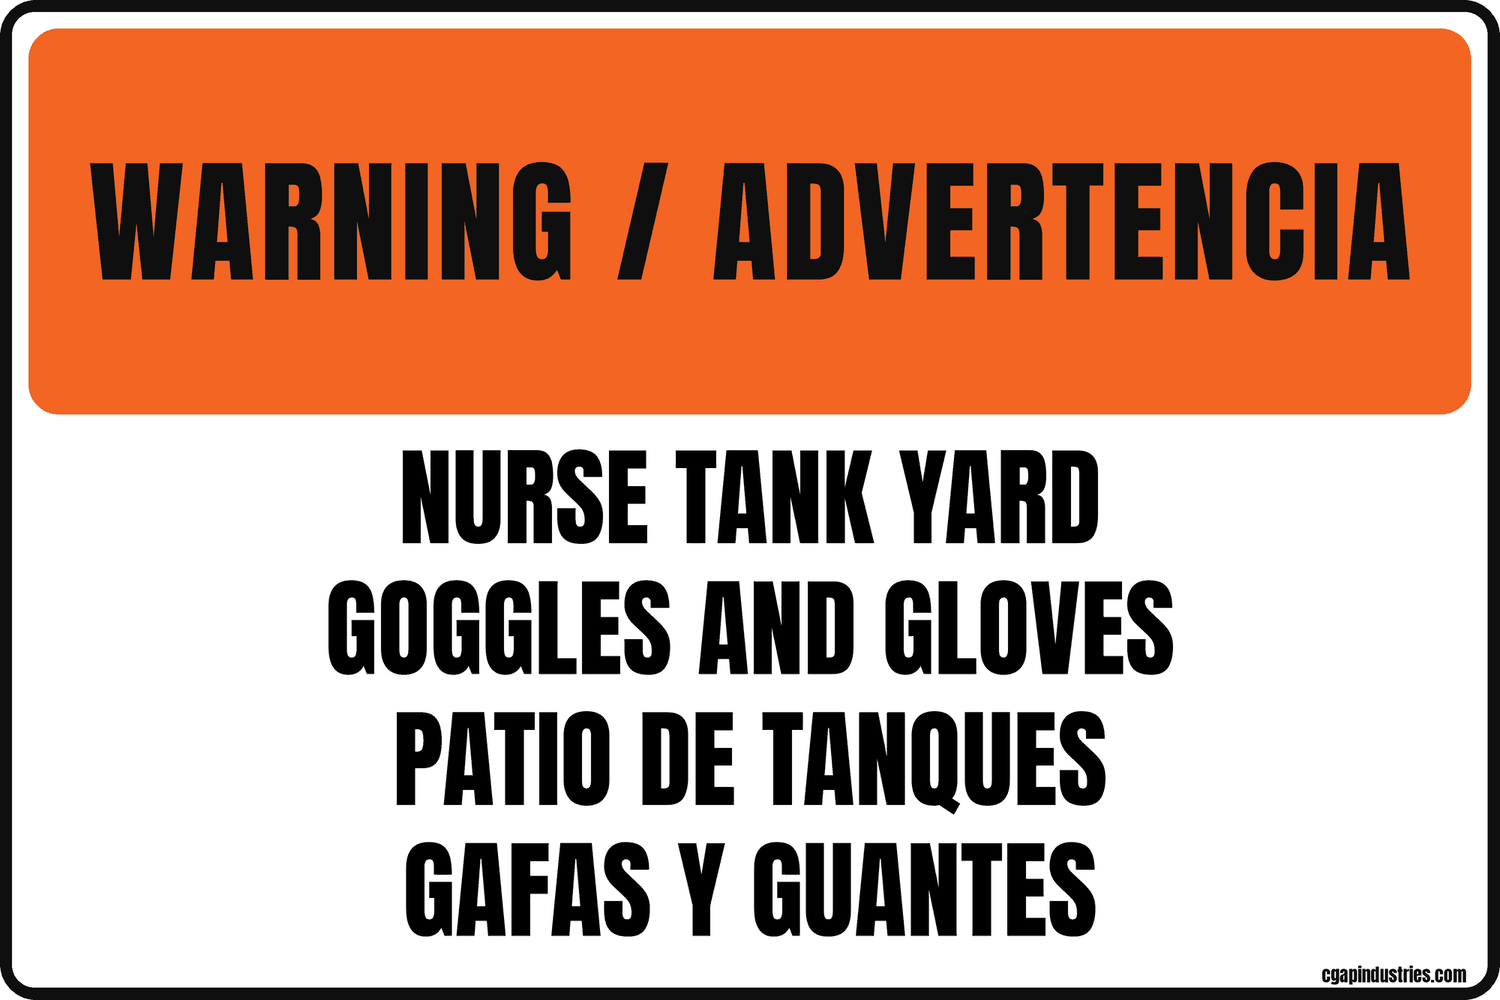 WARNING / ADVERTENCIA
NURSE TANK YARD
GOGGLES AND GLOVES
PATIO DE TANQUES
GAFAS Y GUANTES
cgapindustries.com